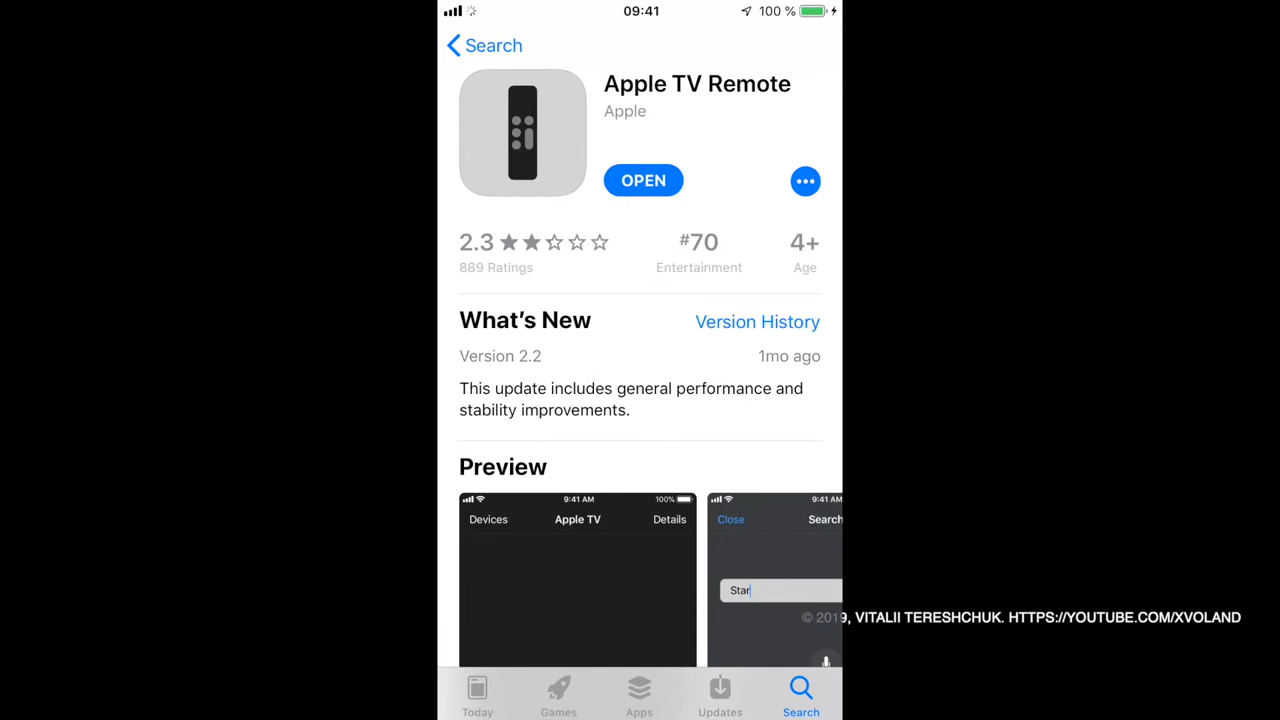 09:41
100 %
Search
Apple TV Remote
Apple
OPEN
2.3
#70
4+
889 Ratings
Entertainment
Age
What's New
Version History
Version 2.2
1mo ago
This update includes general performance and
stability improvements.
Preview
9:41 AM
100%
9:41 AM
Devices
Apple TV
Details
Close
Search
Star
© 2019, VITALII TERESHCHUK. HTTPS://YOUTUBE.COM/XVOLAND
Today
Games
Apps
Updates
Search